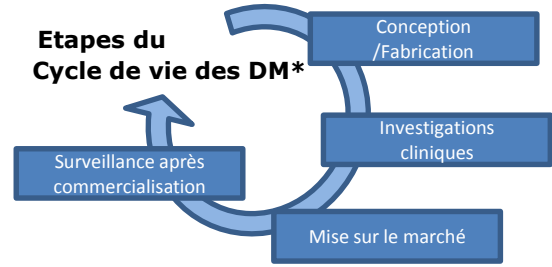 Etapes du
Cycle de vie des DM*
Conception
/Fabrication
Investigations
cliniques
Mise sur le marché
Surveillance après
commercialisation